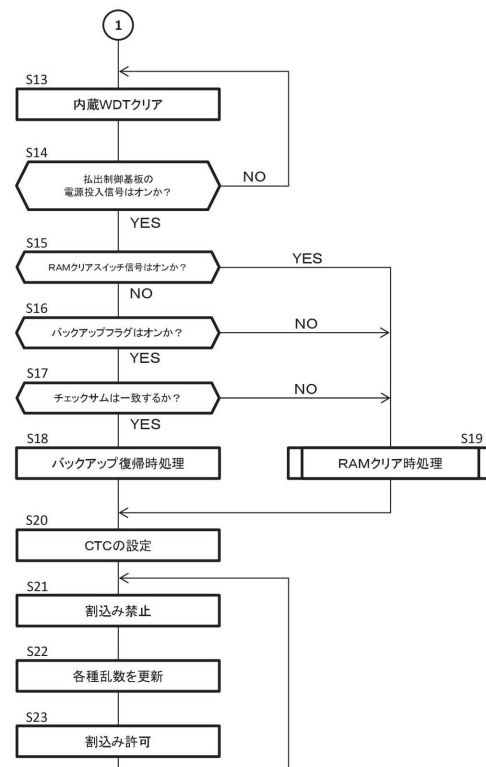 1
S13
内蔵WDTクリア
S14
払出制御基板の
電源投入信号はオンか?
NO
YES
S15
RAMクリアスイッチ信号はオンか?
YES
NO
S16
バックアップフラグはオンか?
NO
YES
S17
チェックサムは一致するか?
NO
YES
S18
バックアップ復帰時処理
S19
RAMクリア時処理
S20
CTCの設定
S21
割込み禁止
S22
各種乱数を更新
S23
割込み許可